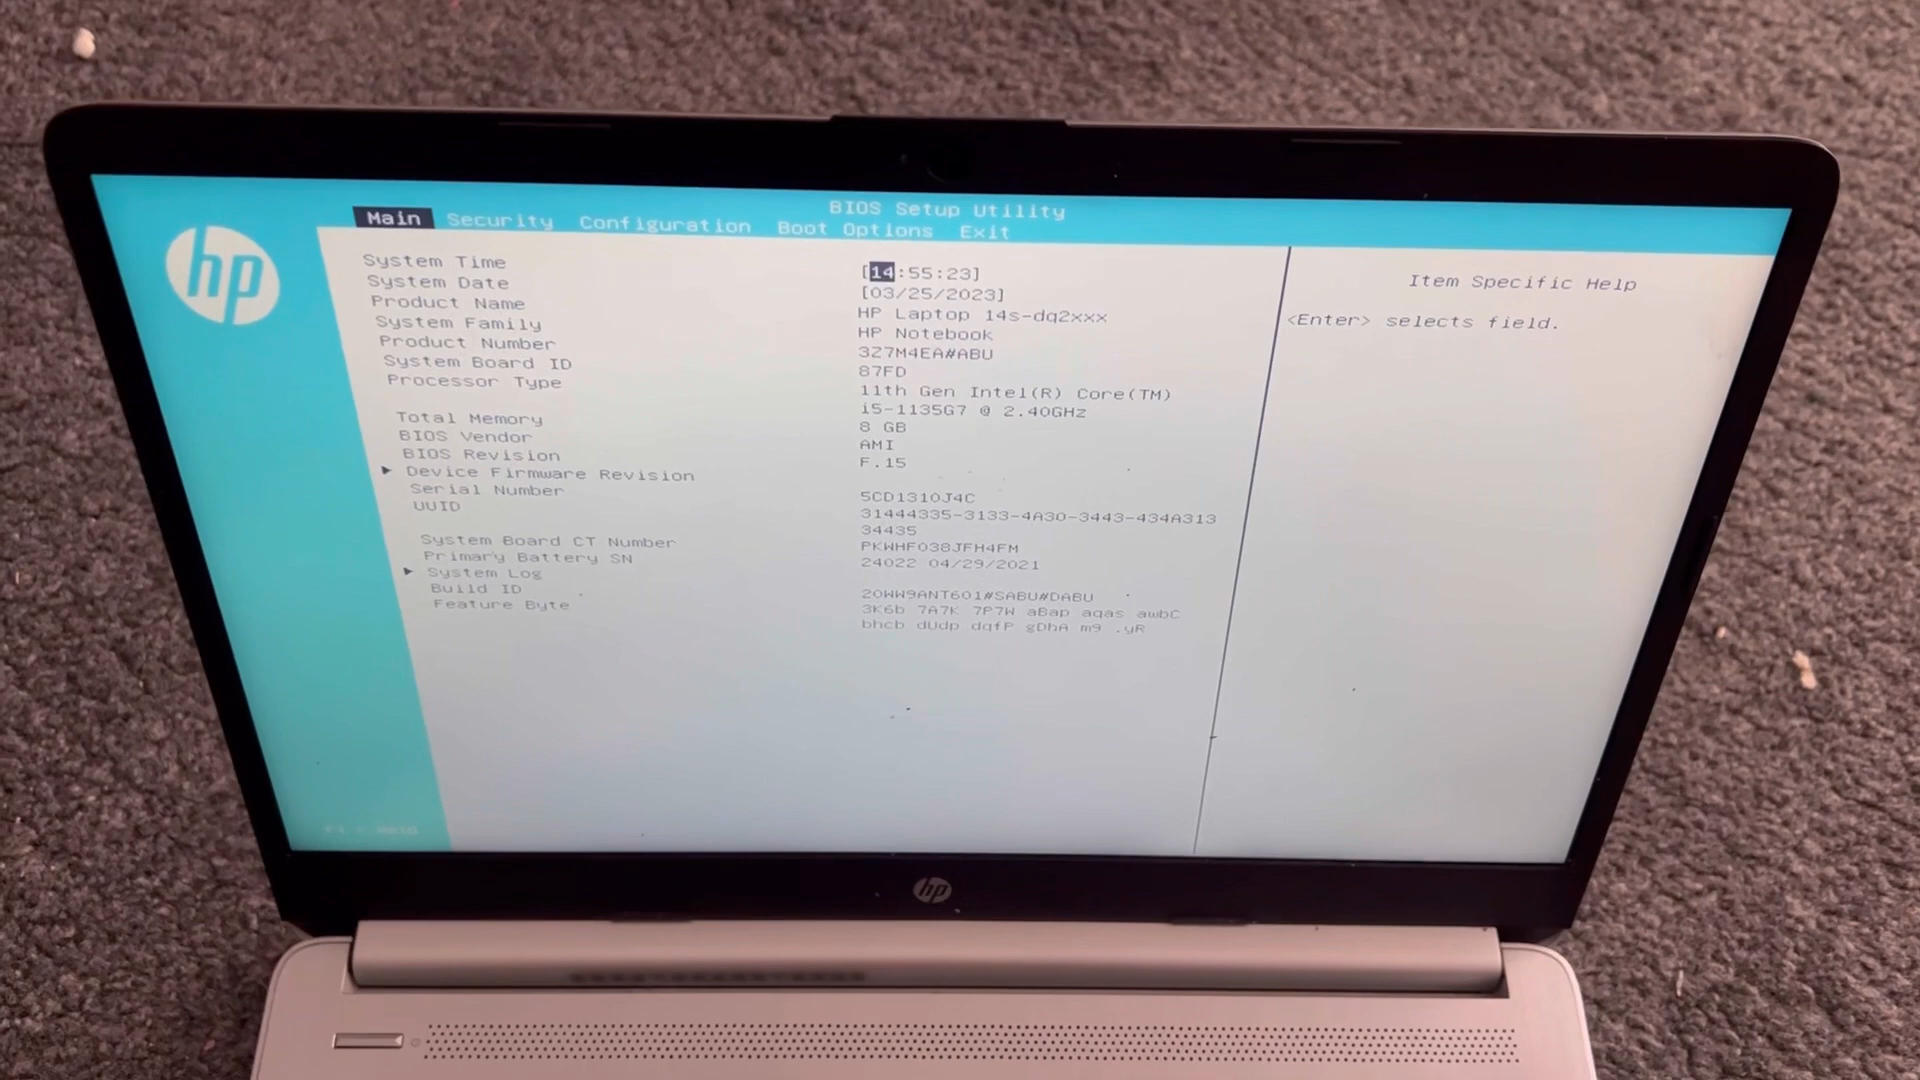 BIOS Setup Utility
Main Security Configuration Boot Options Exit
hp
System Time [14:55:23]
System Date [03/25/2023]
Product Name HP Laptop 14s-dq2xxx
System Family HP Notebook
Product Number 327M4EA#ABU
System Board ID 87FD
Processor Type 11th Gen Intel(R) Core(TM)
i5-1135G7 @ 2.40GHz
Total Memory 8 GB
BIOS Vendor AMI
BIOS Revision F.15
Device Firmware Revision
Serial Number 5CD1310J4C
UUID 31444335-3133-4A30-3443-434A313
34435
System Board CT Number PKWHF038JFH4FM
Primary Battery SN 24022 04/29/2021
System Log
Build ID 20WW9ANT601#SABU#DABU
Feature Byte 3K6b 7A7K 7P7W aBap aqas awbC
bhcb dUdp dqfP gDhA m9 .yR
Item Specific Help
<Enter> selects field.
hp